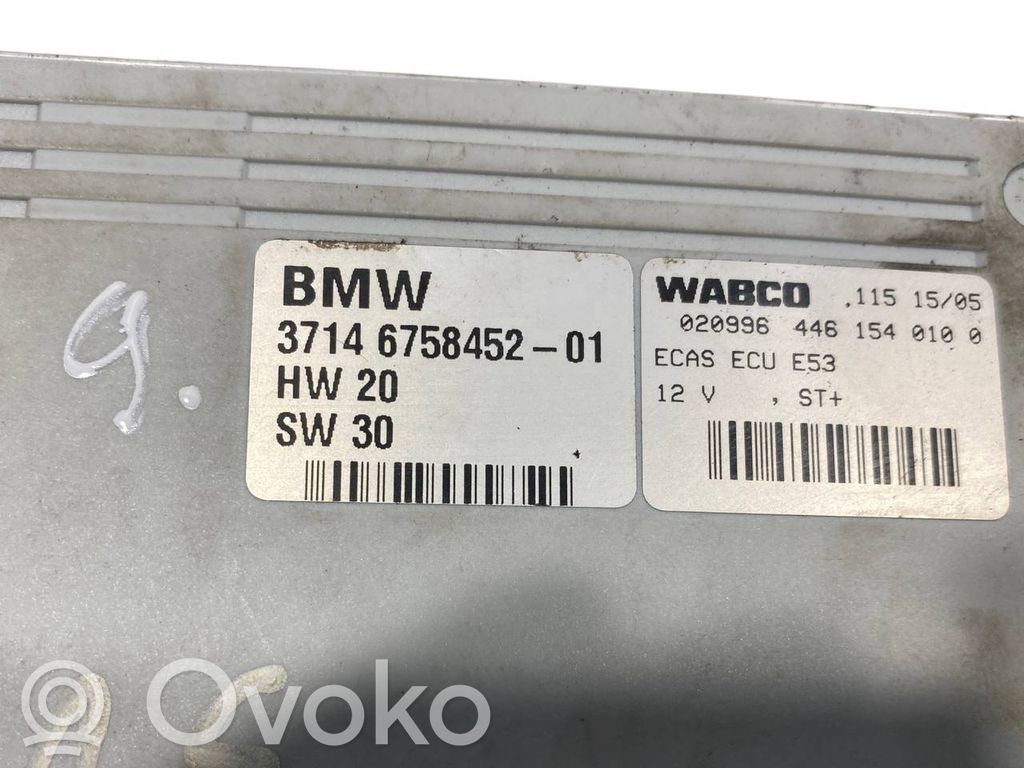 BMW
3714 6758452-01
HW 20
SW 30
WABCO .115 15/05
020996 446 154 010 0
ECAS ECU E53
12 V , ST+
9.
Ovoko